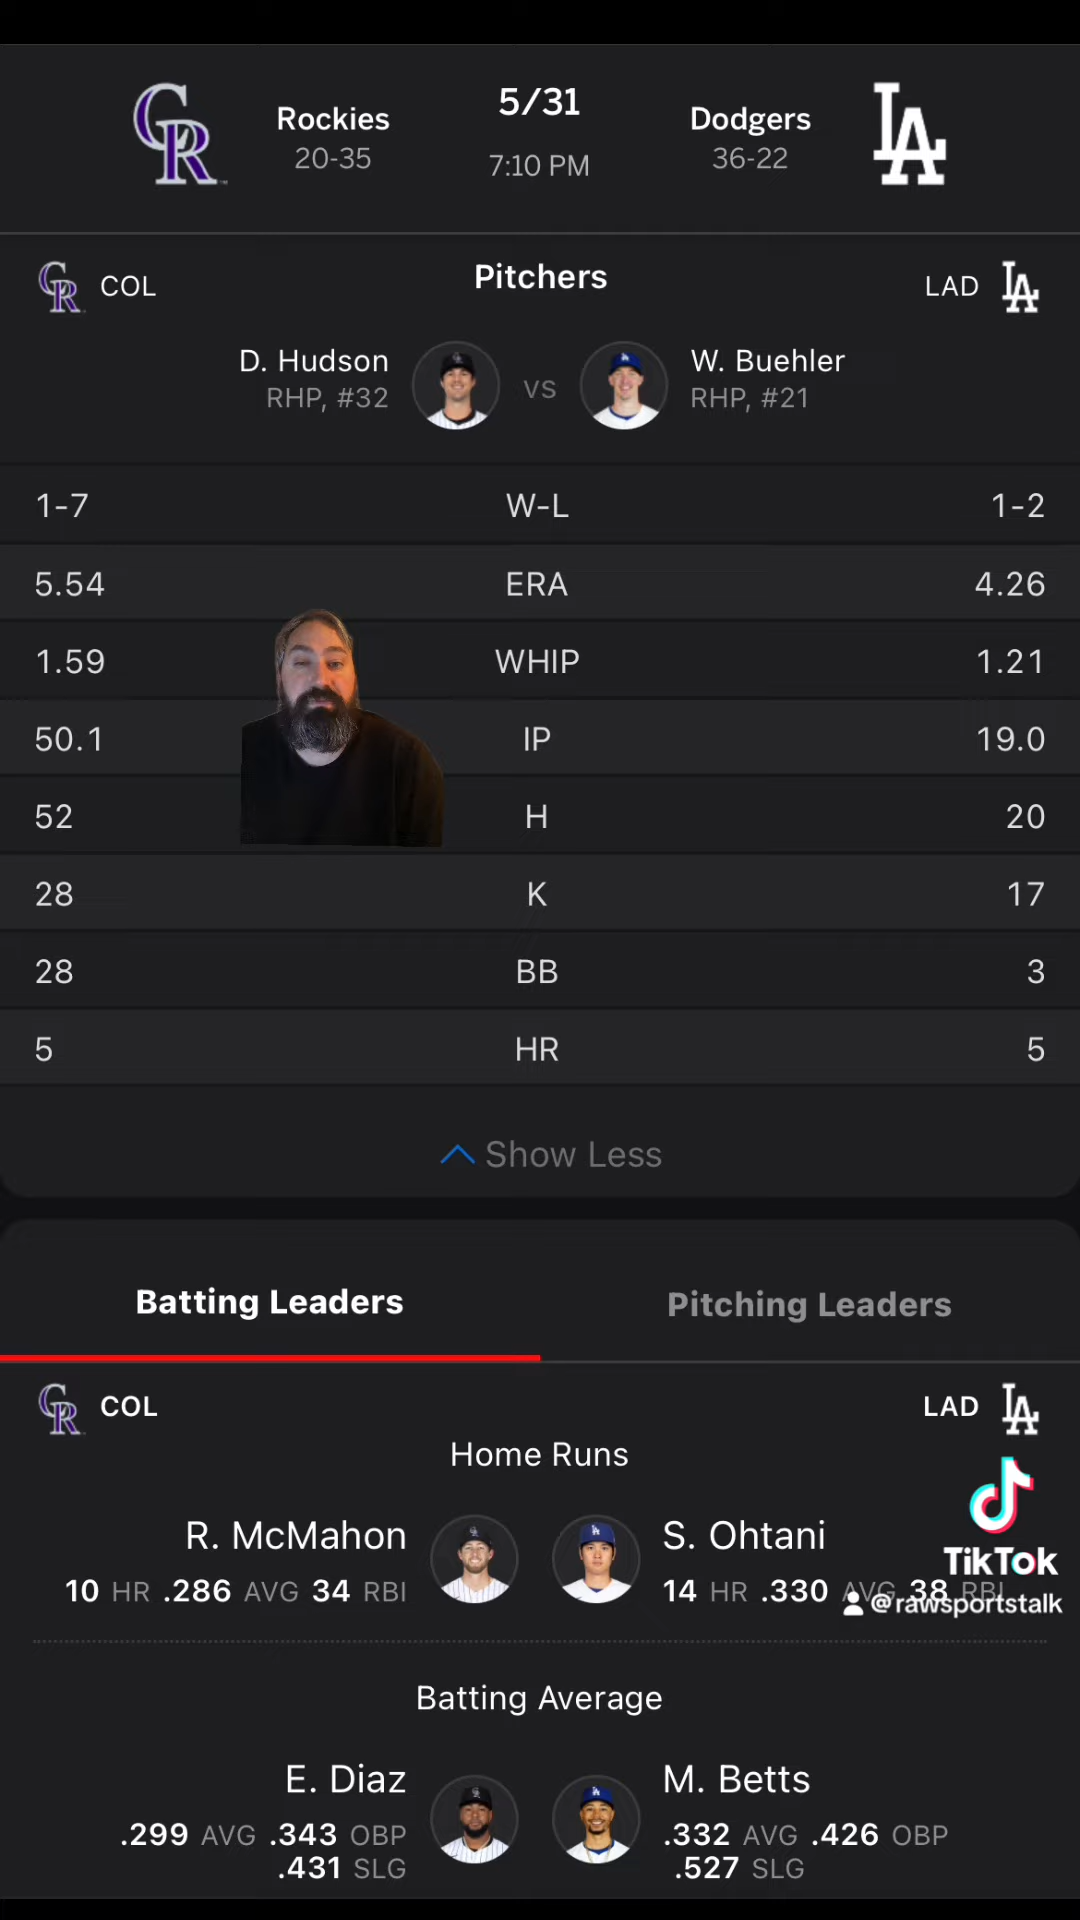 Rockies
20-35
5/31
7:10 PM
Dodgers
36-22
COL
Pitchers
LAD
D. Hudson
RHP, #32
vs
W. Buehler
RHP, #21
1-7 W-L 1-2
5.54 ERA 4.26
1.59 WHIP 1.21
50.1 IP 19.0
52 H 20
28 K 17
28 BB 3
5 HR 5
Show Less
Batting Leaders
Pitching Leaders
COL
LAD
Home Runs
R. McMahon
10 HR .286 AVG 34 RBI
S. Ohtani
14 HR .330 AVG 38 RBI
TikTok
@rawsportstalk
Batting Average
E. Diaz
.299 AVG .343 OBP
.431 SLG
M. Betts
.332 AVG .426 OBP
.527 SLG